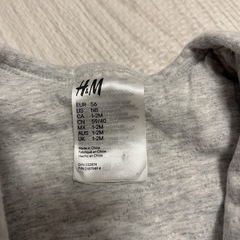 H&M
EUR 56
US NB
CA 1-2M
CN 59/40
MX 1-2M
AUS 1-2M
UK 1-2M
Made in China